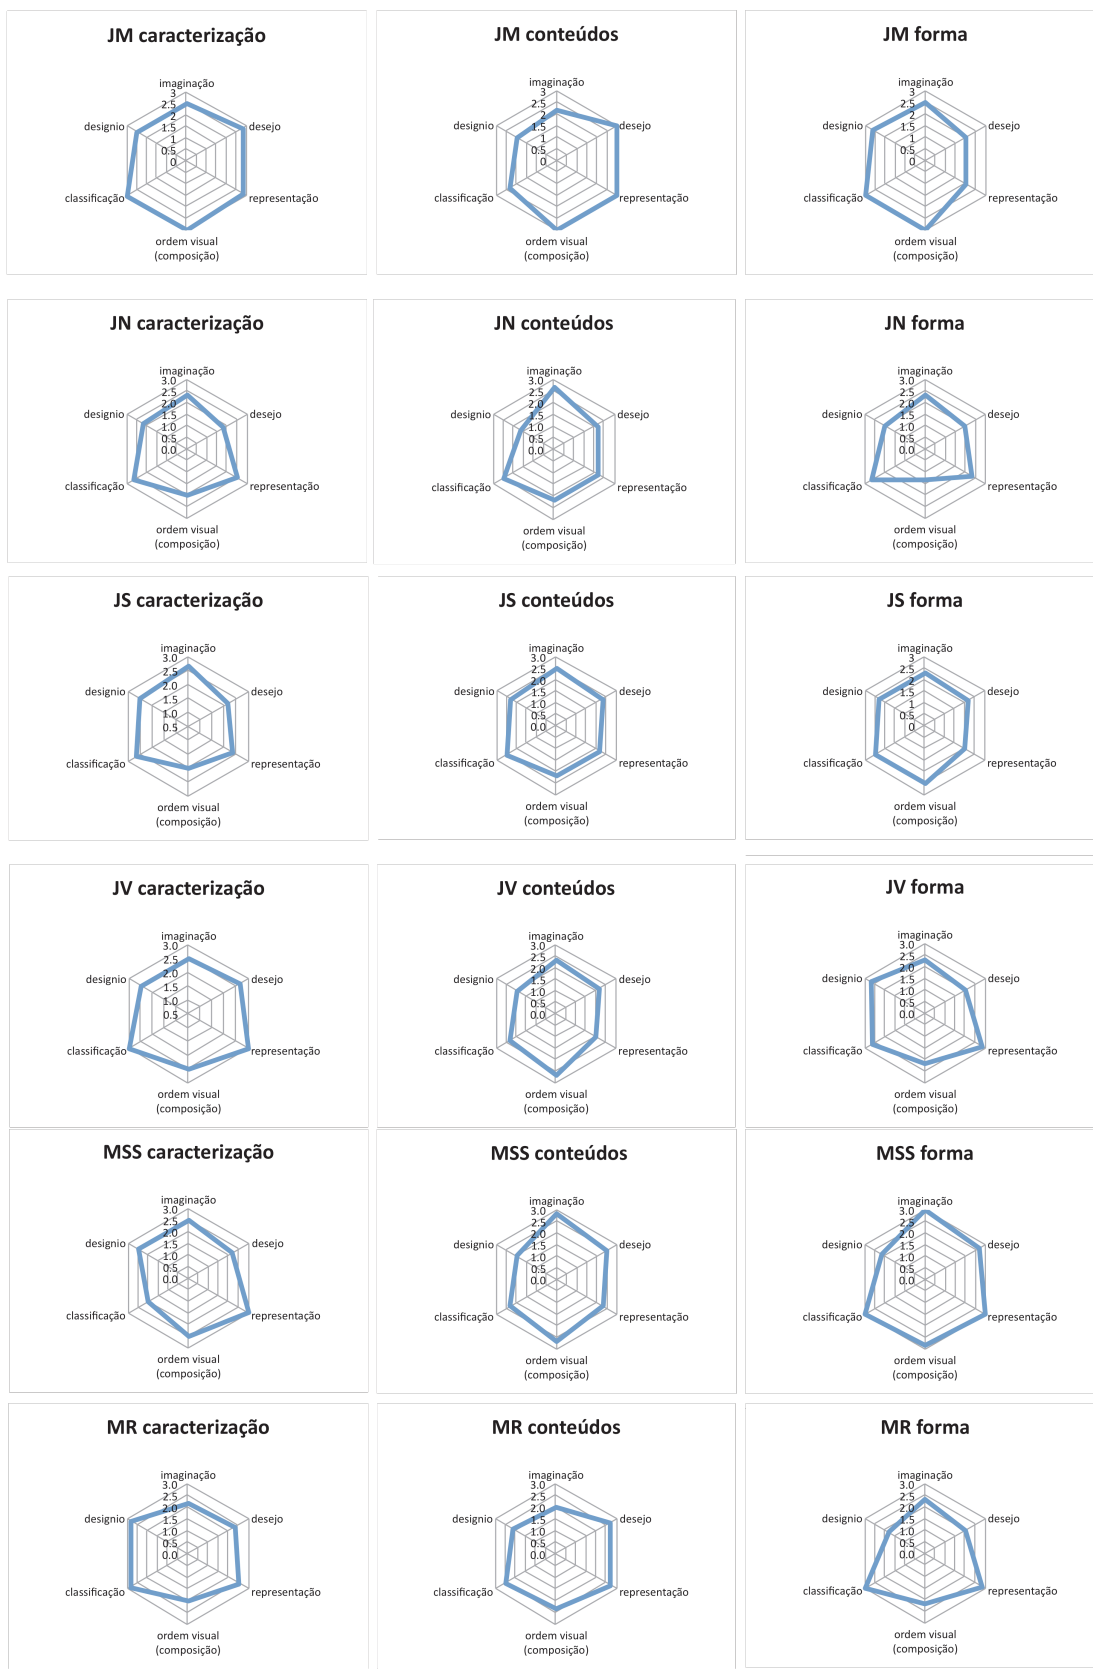 JM caracterização
imaginação
3
2.5
2
1.5
1
0.5
0
designio
desejo
classificação
representação
ordem visual
(composição)
JM conteúdos
imaginação
3
2.5
2
1.5
1
0.5
0
designio
desejo
classificação
representação
ordem visual
(composição)
JM forma
imaginação
3
2.5
2
1.5
1
0.5
0
designio
desejo
classificação
representação
ordem visual
(composição)
JN caracterização
imaginação
3.0
2.5
2.0
1.5
1.0
0.5
0.0
designio
desejo
classificação
representação
ordem visual
(composição)
JN conteúdos
imaginação
3.0
2.5
2.0
1.5
1.0
0.5
0.0
designio
desejo
classificação
representação
ordem visual
(composição)
JN forma
imaginação
3.0
2.5
2.0
1.5
1.0
0.5
0.0
designio
desejo
classificação
representação
ordem visual
(composição)
JS caracterização
imaginação
3.0
2.5
2.0
1.5
1.0
0.5
designio
desejo
classificação
representação
ordem visual
(composição)
JS conteúdos
imaginação
3.0
2.5
2.0
1.5
1.0
0.5
0.0
designio
desejo
classificação
representação
ordem visual
(composição)
JS forma
imaginação
3
2.5
2
1.5
1
0.5
0
designio
desejo
classificação
representação
ordem visual
(composição)
JV caracterização
imaginação
3.0
2.5
2.0
1.5
1.0
0.5
designio
desejo
classificação
representação
ordem visual
(composição)
JV conteúdos
imaginação
3.0
2.5
2.0
1.5
1.0
0.5
0.0
designio
desejo
classificação
representação
ordem visual
(composição)
JV forma
imaginação
3.0
2.5
2.0
1.5
1.0
0.5
0.0
designio
desejo
classificação
representação
ordem visual
(composição)
MSS caracterização
imaginação
3.0
2.5
2.0
1.5
1.0
0.5
0.0
designio
desejo
classificação
representação
ordem visual
(composição)
MSS conteúdos
imaginação
3.0
2.5
2.0
1.5
1.0
0.5
0.0
designio
desejo
classificação
representação
ordem visual
(composição)
MSS forma
imaginação
3.0
2.5
2.0
1.5
1.0
0.5
0.0
designio
desejo
classificação
representação
ordem visual
(composição)
MR caracterização
imaginação
3.0
2.5
2.0
1.5
1.0
0.5
0.0
designio
desejo
classificação
representação
ordem visual
(composição)
MR conteúdos
imaginação
3.0
2.5
2.0
1.5
1.0
0.5
0.0
designio
desejo
classificação
representação
ordem visual
(composição)
MR forma
imaginação
3.0
2.5
2.0
1.5
1.0
0.5
0.0
designio
desejo
classificação
representação
ordem visual
(composição)